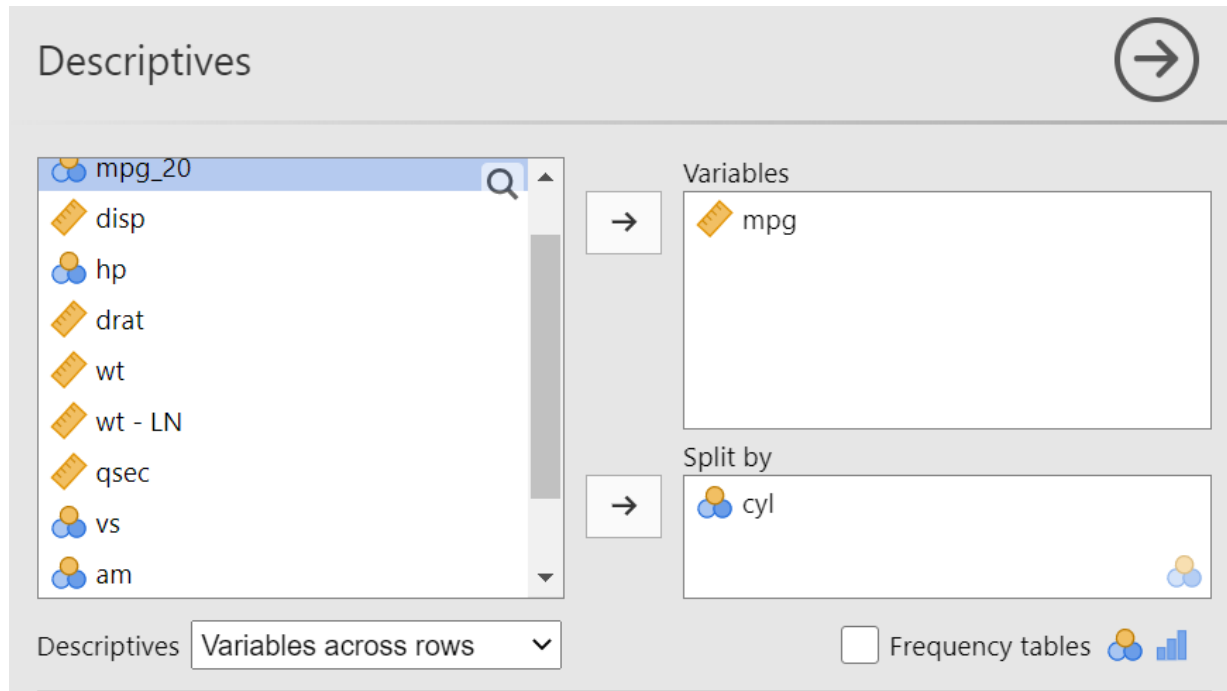 Descriptives
mpg_20
disp
hp
drat
wt
wt - LN
qsec
vs
am
Variables
mpg
Split by
cyl
Descriptives Variables across rows
Frequency tables